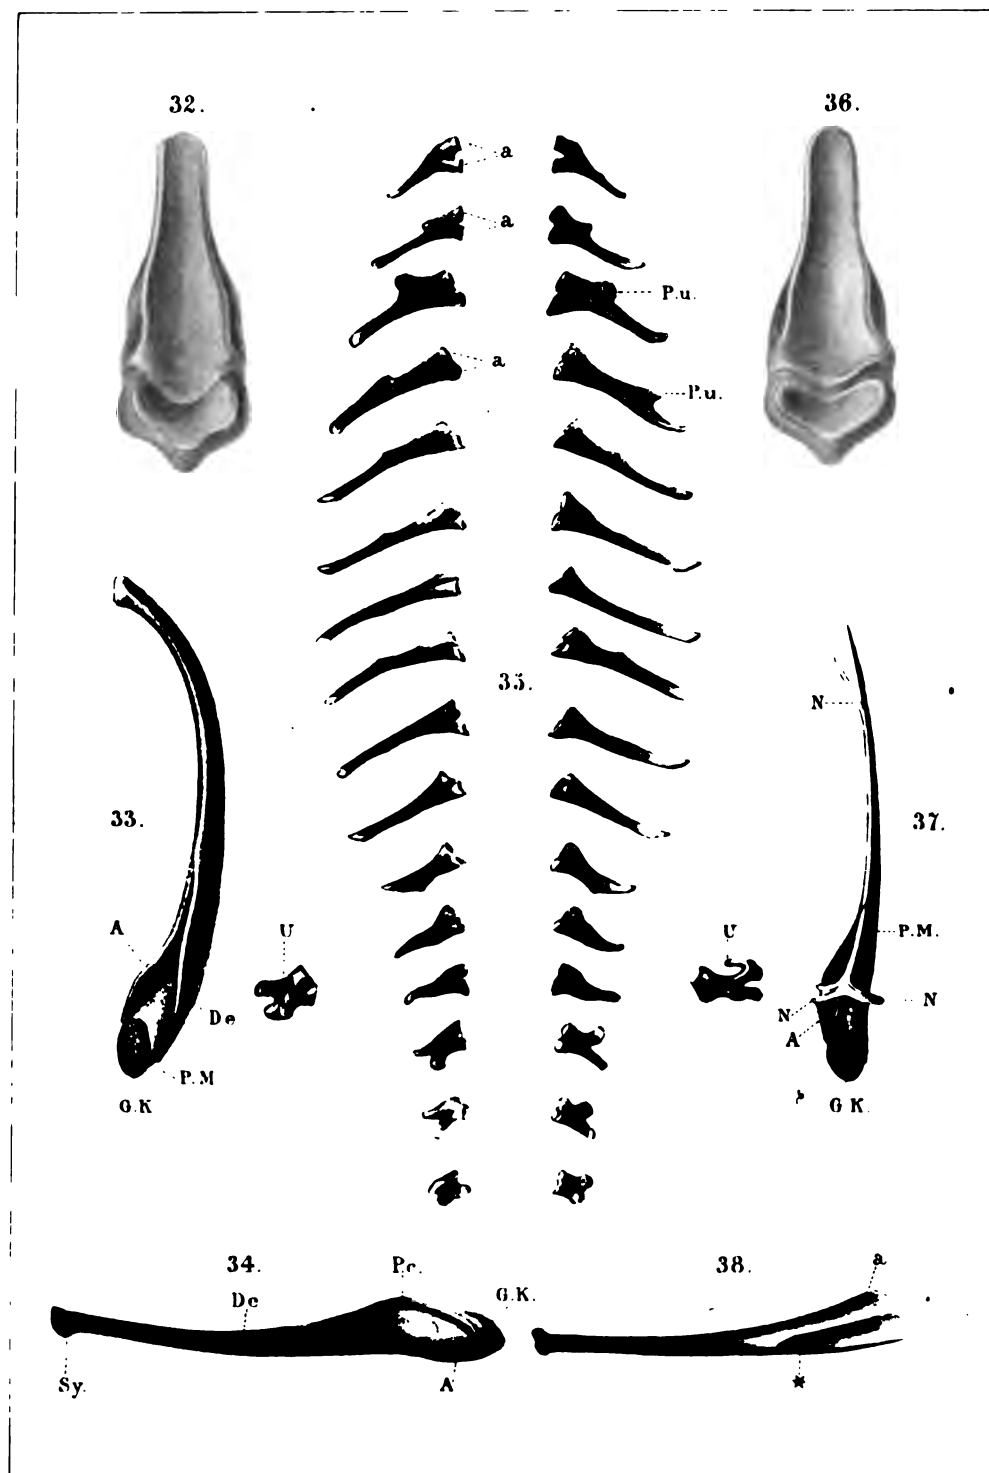 32.
36.
a
a
P.u.
a
P.u.
35.
N
33.
37.
A
U
U
P.M.
De
N
N
A
P.M
G.K
G K.
34.
Pc.
38.
a
De
G.K.
Sy.
A
*